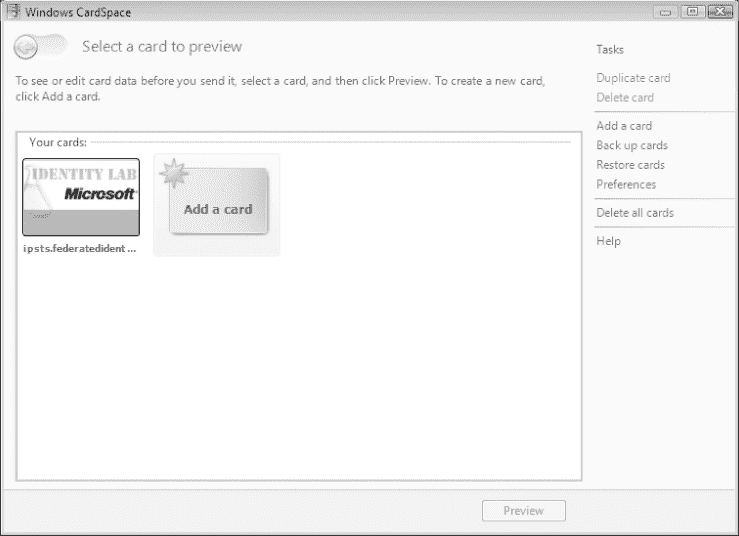 Windows CardSpace
Select a card to preview
To see or edit card data before you send it, select a card, and then click Preview. To create a new card,
click Add a card.
Your cards:
IDENTITY LAB
Microsoft
ipsts.federatedident ...
Add a card
Tasks
Duplicate card
Delete card
Add a card
Back up cards
Restore cards
Preferences
Delete all cards
Help
Preview